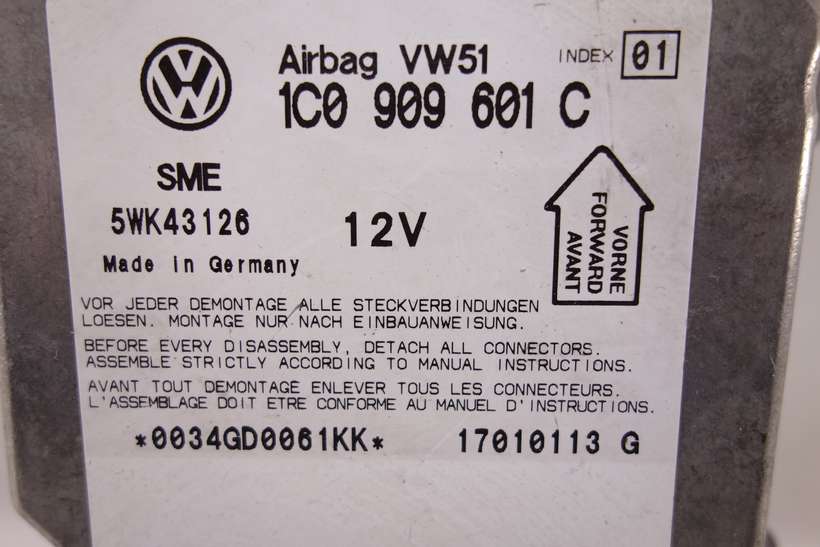 Airbag VW51 INDEX 01
1C0 909 601 C
SME
5WK43126 12V
Made in Germany
VORNE
FORWARD
AVANT
VOR JEDER DEMONTAGE ALLE STECKVERBINDUNGEN
LOESEN. MONTAGE NUR NACH EINBAUANWEISUNG.
BEFORE EVERY DISASSEMBLY, DETACH ALL CONNECTORS.
ASSEMBLE STRICTLY ACCORDING TO MANUAL INSTRUCTIONS.
AVANT TOUT DEMONTAGE ENLEVER TOUS LES CONNECTEURS.
L'ASSEMBLAGE DOIT ETRE CONFORME AU MANUEL D'INSTRUCTIONS.
*0034GD0061KK* 17010113 G